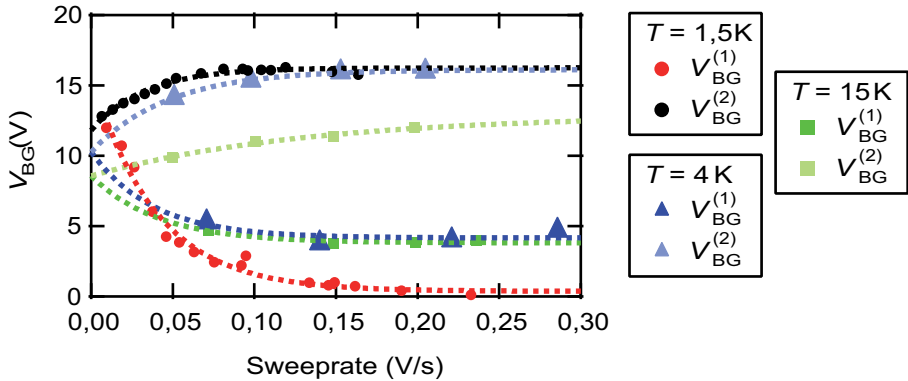 V_BG(V)
20
15
10
5
0
0,00 0,05 0,10 0,15 0,20 0,25 0,30
Sweeprate (V/s)
T = 1,5K
V_BG^(1)
V_BG^(2)
T = 4 K
V_BG^(1)
V_BG^(2)
T = 15K
V_BG^(1)
V_BG^(2)